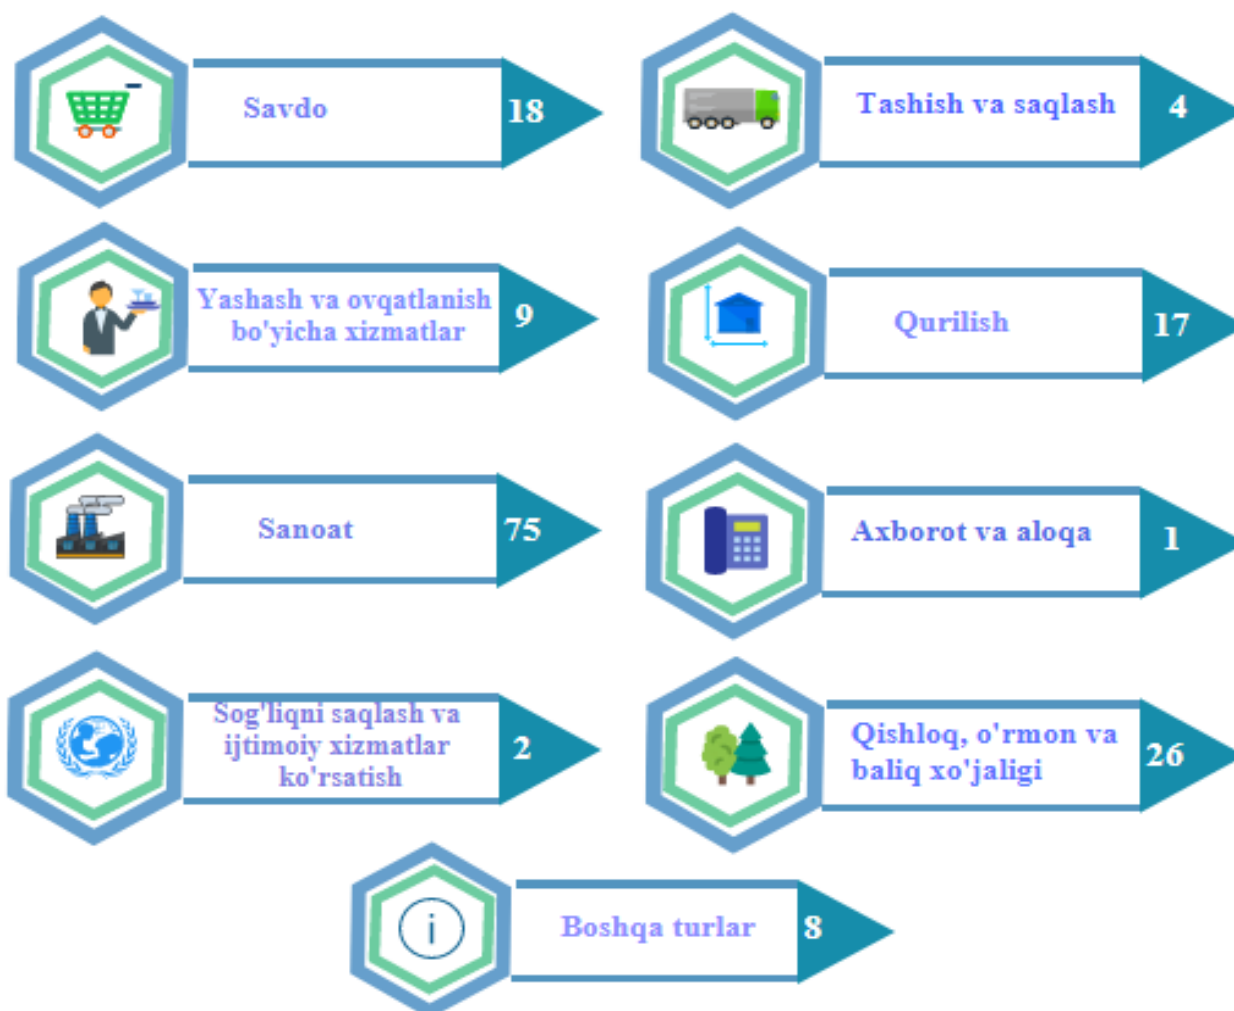 Savdo
18
Tashish va saqlash
4
Yashash va ovqatlanish
bo'yicha xizmatlar
9
Qurilish
17
Sanoat
75
Axborot va aloqa
1
Sog'liqni saqlash va
ijtimoiy xizmatlar
ko'rsatish
2
Qishloq, o'rmon va
baliq xo'jaligi
26
i
Boshqa turlar
8